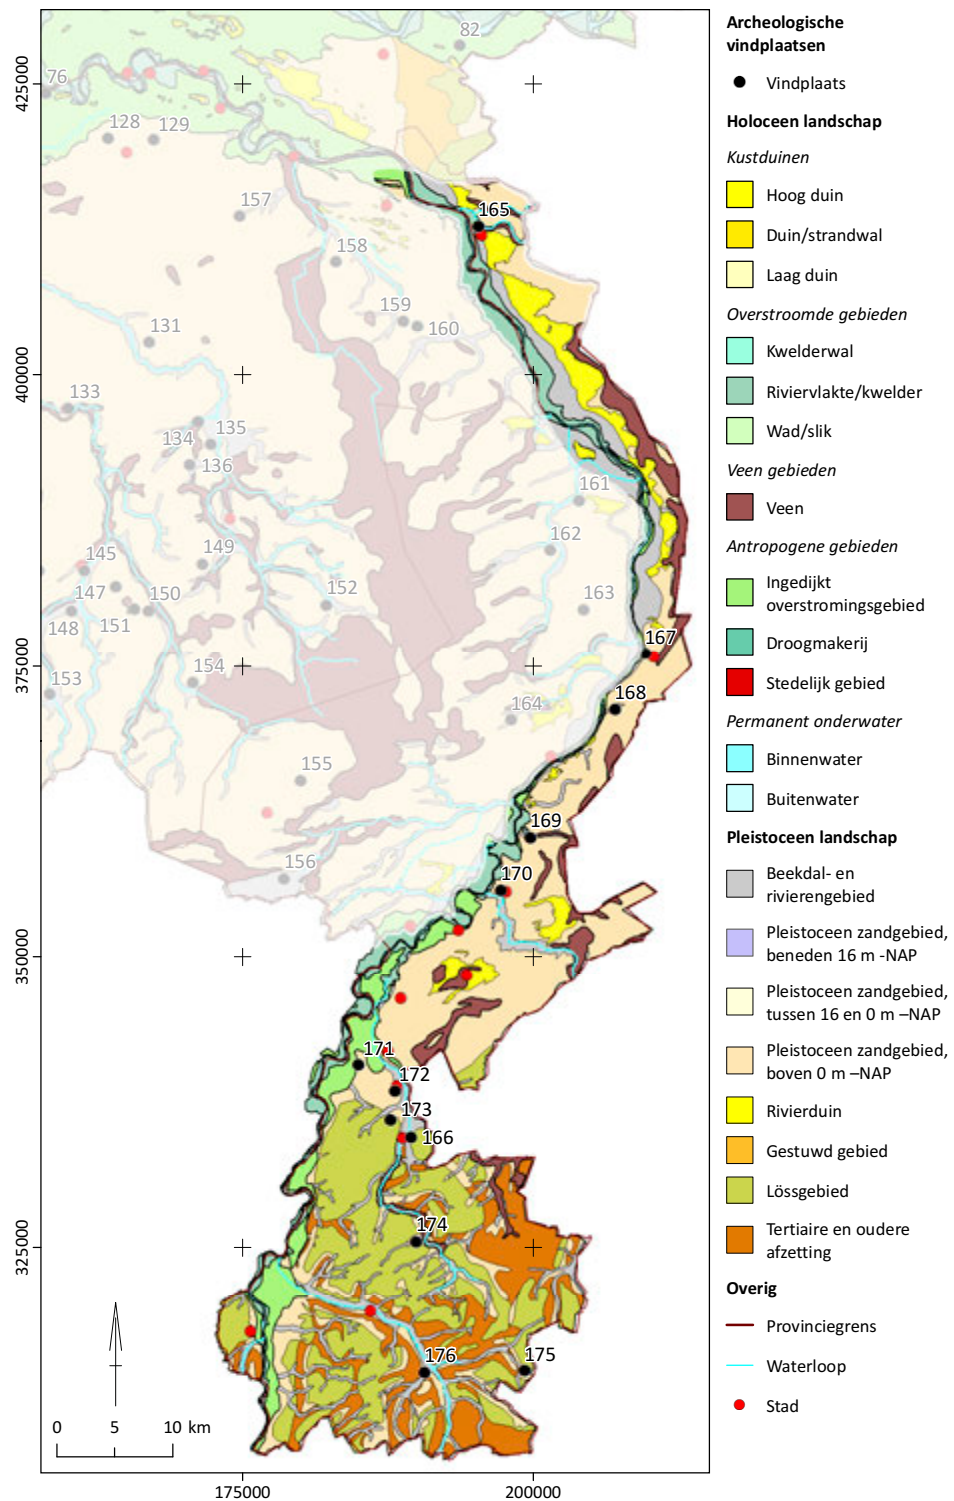 425000
400000
375000
350000
325000
175000
200000
76
82
128
129
157
165
158
159
160
131
133
134
135
136
161
162
145
149
147
150
152
163
148
151
167
153
154
168
164
155
169
156
170
171
172
173
166
174
176
175
0
5
10 km
Archeologische
vindplaatsen
Vindplaats
Holoceen landschap
Kustduinen
Hoog duin
Duin/strandwal
Laag duin
Overstroomde gebieden
Kwelderwal
Riviervlakte/kwelder
Wad/slik
Veen gebieden
Veen
Antropogene gebieden
Ingedijkt
overstromingsgebied
Droogmakerij
Stedelijk gebied
Permanent onderwater
Binnenwater
Buitenwater
Pleistoceen landschap
Beekdal- en
rivierengebied
Pleistoceen zandgebied,
beneden 16 m -NAP
Pleistoceen zandgebied,
tussen 16 en 0 m –NAP
Pleistoceen zandgebied,
boven 0 m –NAP
Rivierduin
Gestuwd gebied
Lössgebied
Tertiaire en oudere
afzetting
Overig
Provinciegrens
Waterloop
Stad